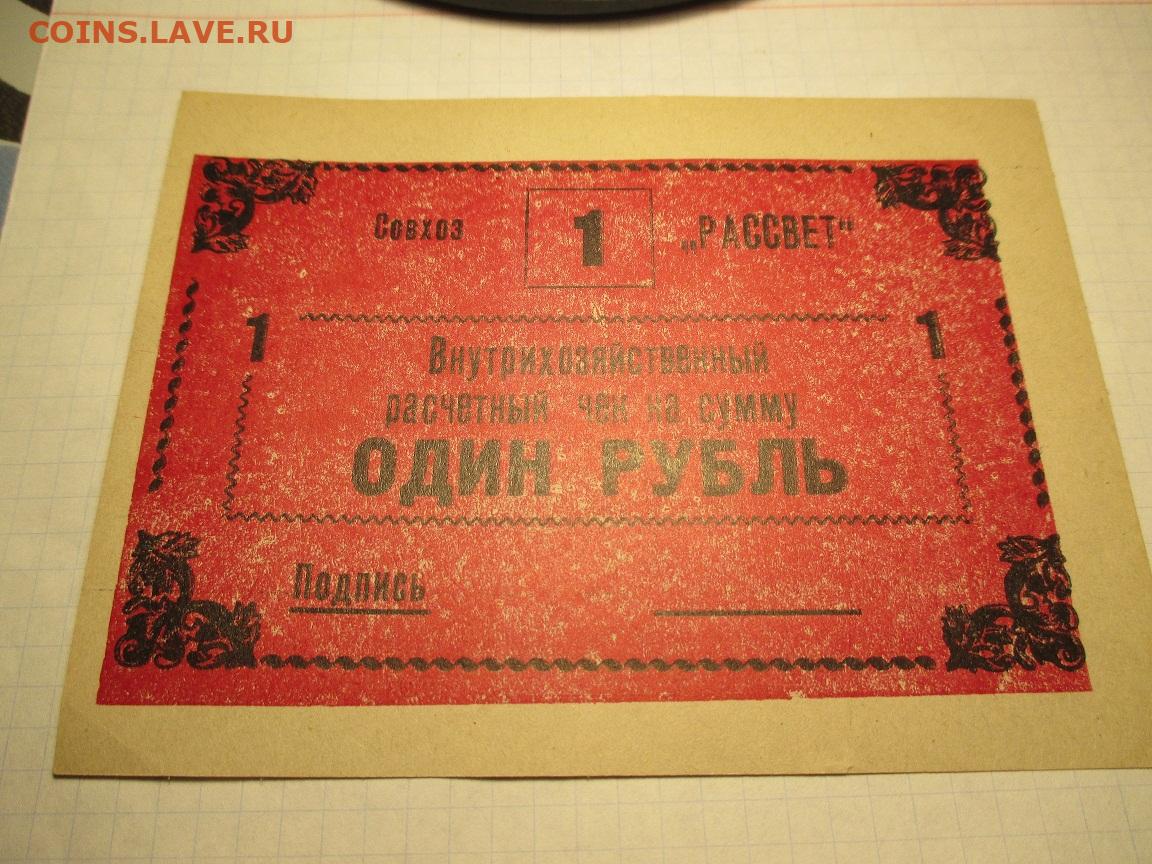 COINS.LAVE.RU
Совхоз 1 „РАССВЕТ"
1 1
Внутрихозяйственный
расчетный чек на сумму
ОДИН РУБЛЬ
Подпись